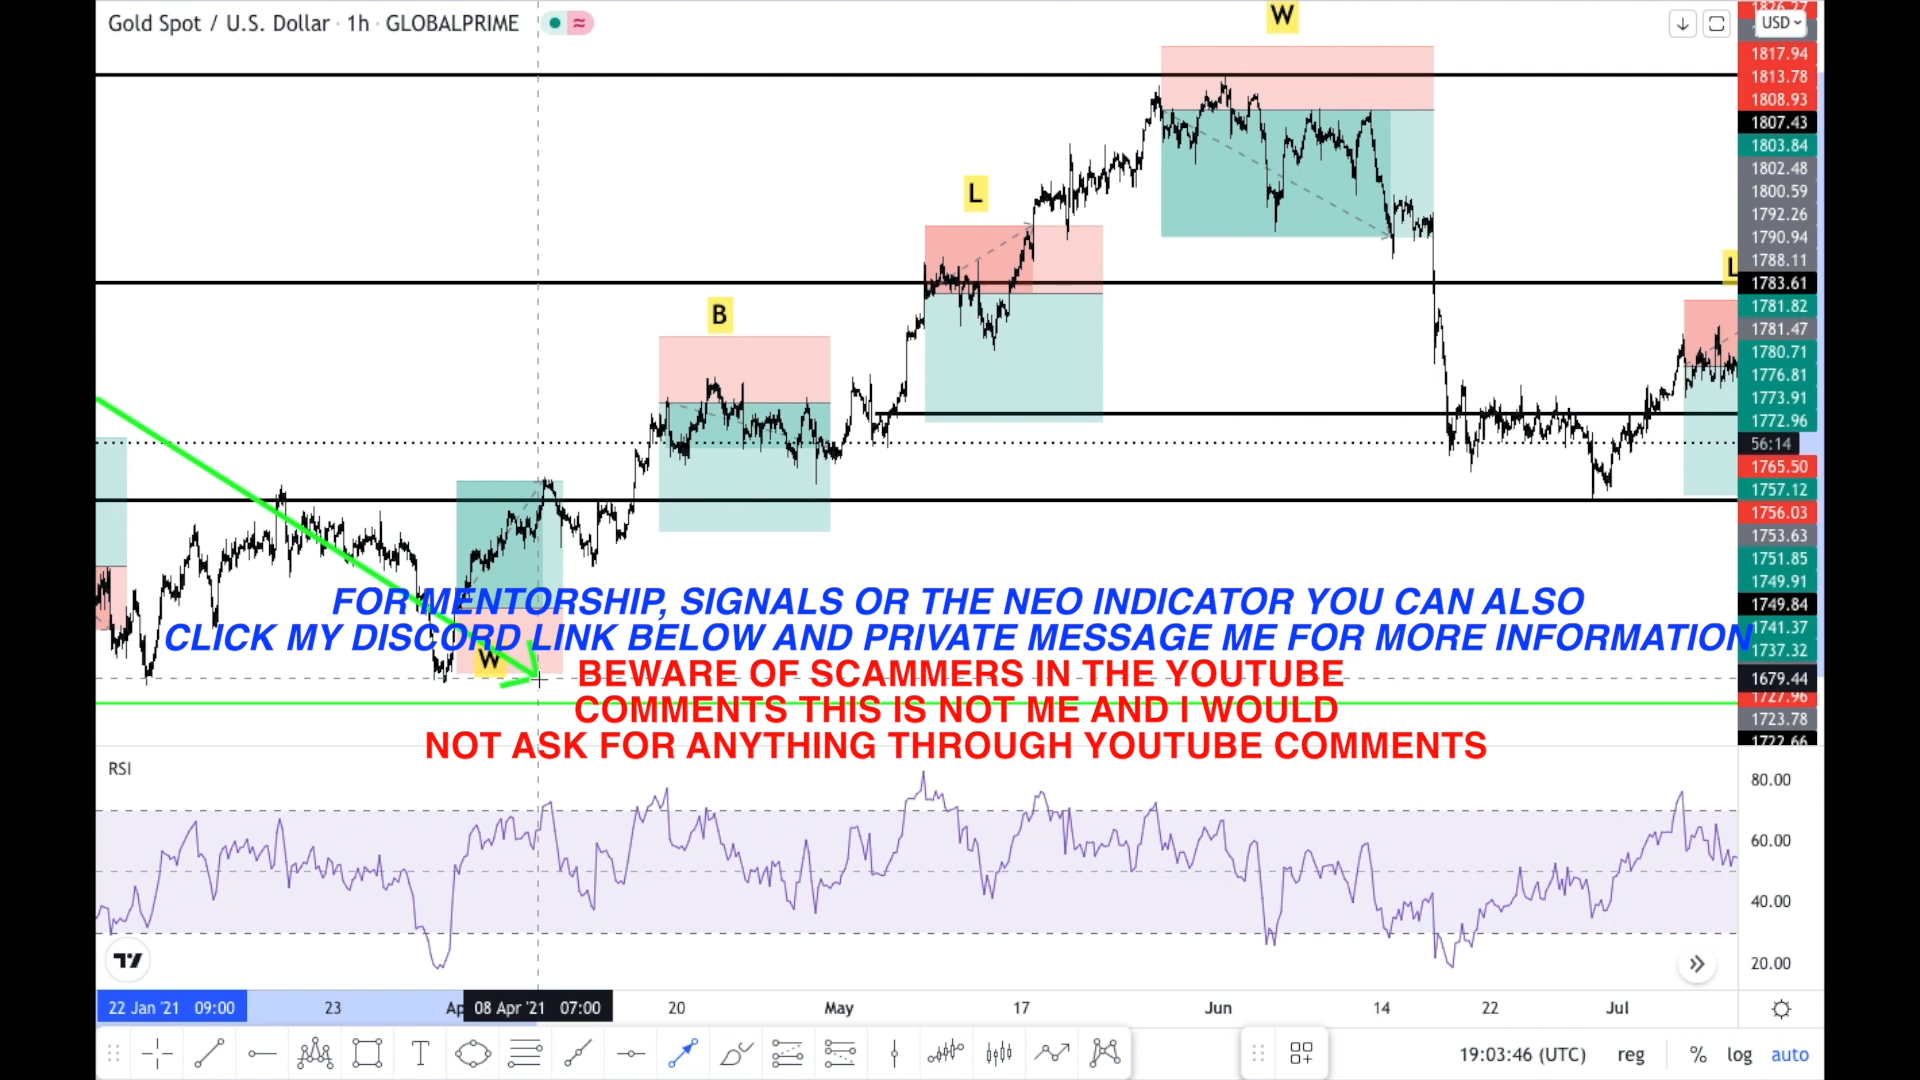 Gold Spot / U.S. Dollar · 1h · GLOBALPRIME
W
USD
1817.94
1813.78
1808.93
1807.43
1803.84
1802.48
1800.59
1792.26
1790.94
1788.11
1783.61
1781.82
1781.47
1780.71
1776.81
1773.91
1772.96
56:14
1765.50
1757.12
1756.03
1753.63
1751.85
1749.91
1749.84
1741.37
1737.32
1679.44
1727.96
1723.78
1722.66
L
L
B
FOR MENTORSHIP, SIGNALS OR THE NEO INDICATOR YOU CAN ALSO
CLICK MY DISCORD LINK BELOW AND PRIVATE MESSAGE ME FOR MORE INFORMATION
W
BEWARE OF SCAMMERS IN THE YOUTUBE
COMMENTS THIS IS NOT ME AND I WOULD
NOT ASK FOR ANYTHING THROUGH YOUTUBE COMMENTS
RSI
80.00
60.00
40.00
20.00
22 Jan '21 09:00 23 Ap 08 Apr '21 07:00 20 May 17 Jun 14 22 Jul
19:03:46 (UTC) reg % log auto